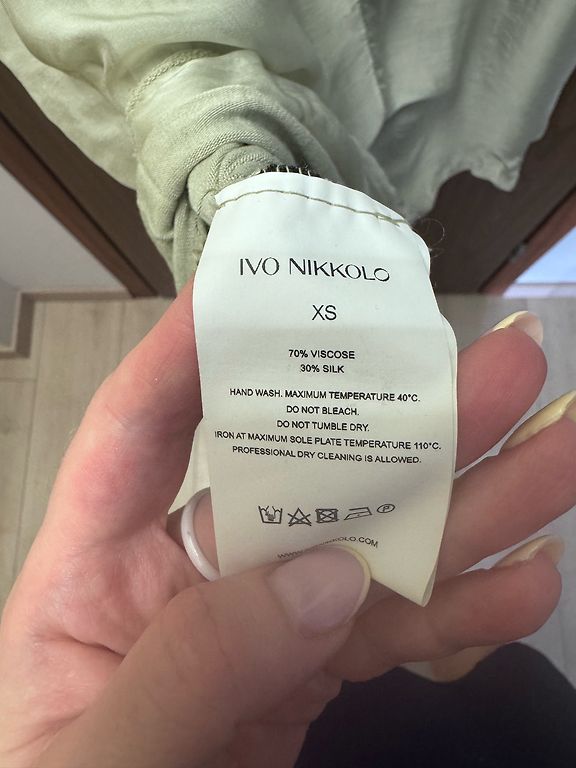 IVO NIKKOLO
XS
70% VISCOSE
30% SILK
HAND WASH. MAXIMUM TEMPERATURE 40°C.
DO NOT BLEACH.
DO NOT TUMBLE DRY.
IRON AT MAXIMUM SOLE PLATE TEMPERATURE 110°C.
PROFESSIONAL DRY CLEANING IS ALLOWED.
P